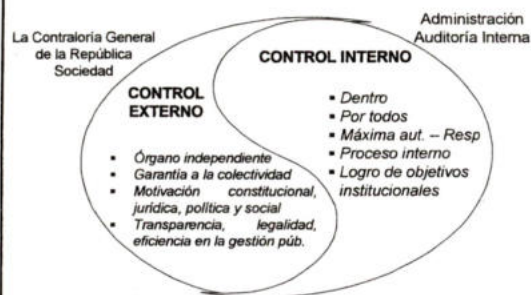 La Contraloría General
de la República
Sociedad
Administración
Auditoría Interna
CONTROL
EXTERNO
▪ Órgano independiente
▪ Garantía a la colectividad
▪ Motivación constitucional,
jurídica, política y social
▪ Transparencia, legalidad,
eficiencia en la gestión púb.
CONTROL INTERNO
▪ Dentro
▪ Por todos
▪ Máxima aut. – Resp
▪ Proceso interno
▪ Logro de objetivos
institucionales